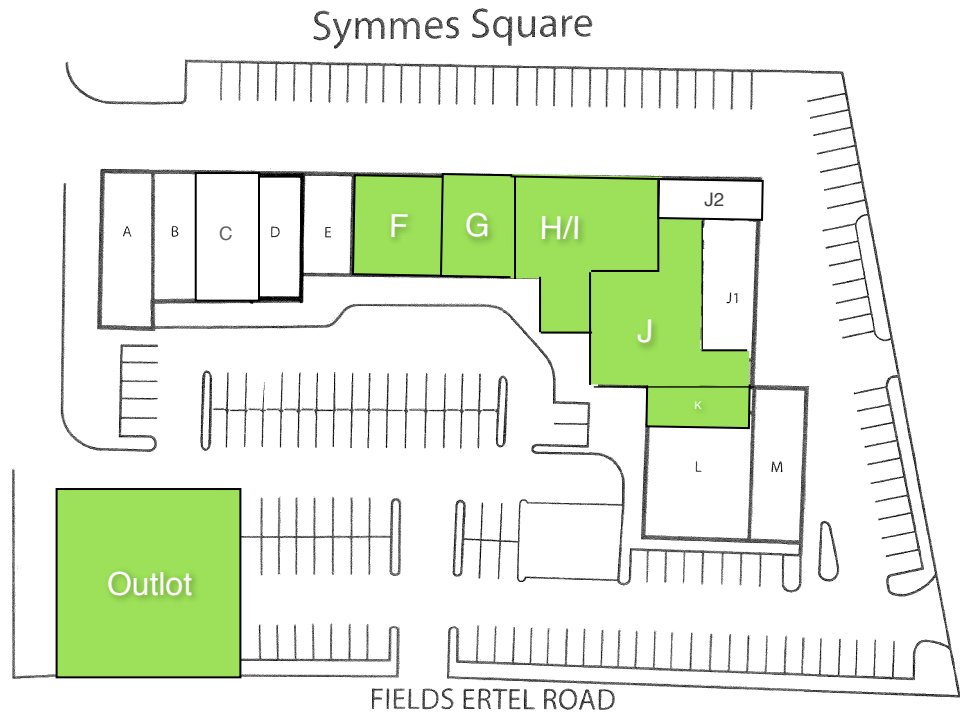 Symmes Square
A
B
C
D
E
F
G
H/I
J2
J1
J
K
L
M
Outlot
FIELDS ERTEL ROAD